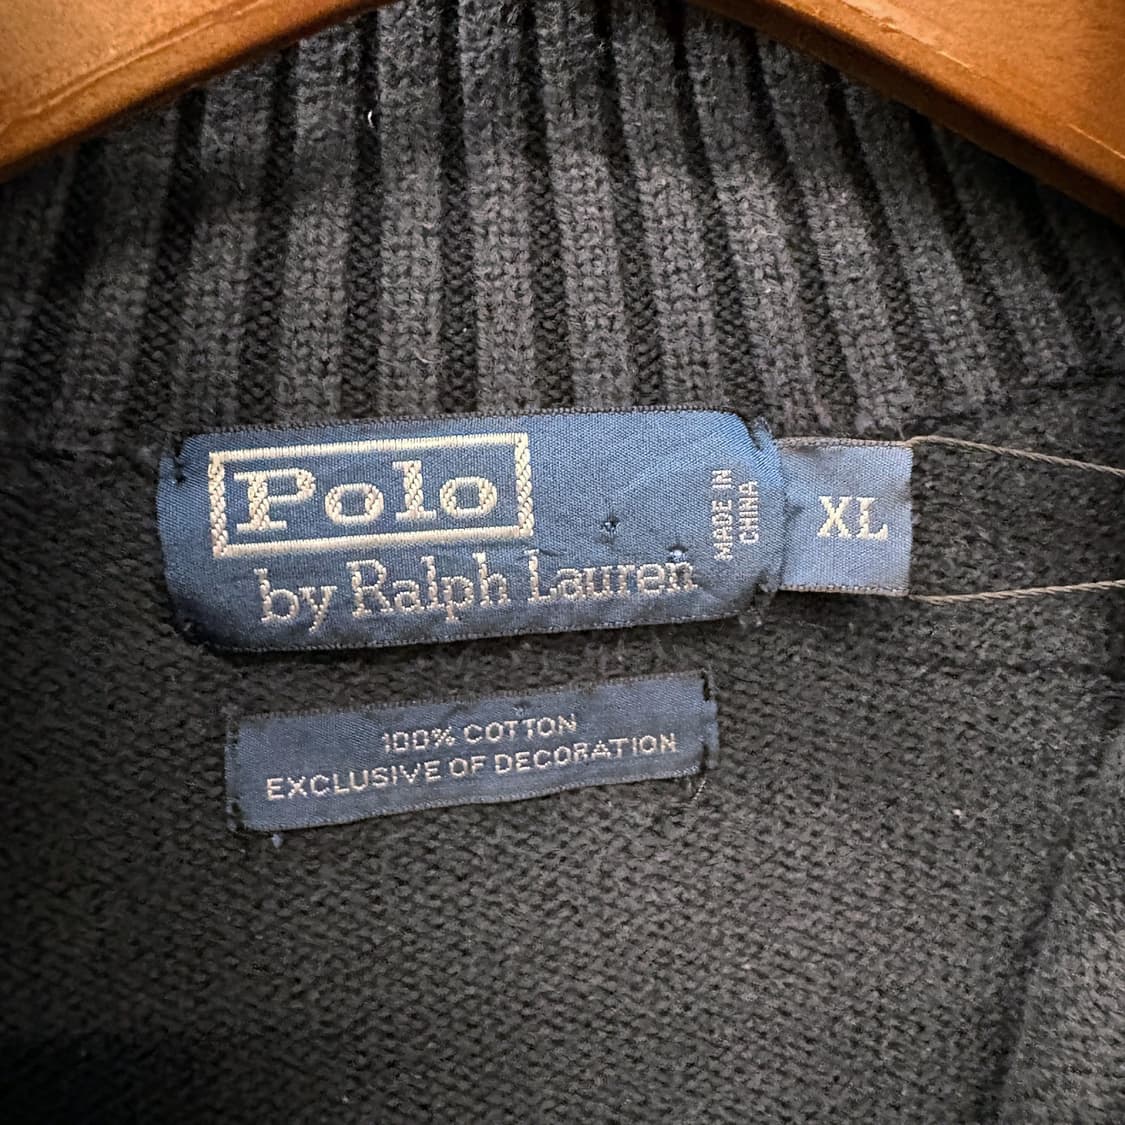 Polo
by Ralph Lauren
MADE IN
CHINA
XL
100% COTTON
EXCLUSIVE OF DECORATION